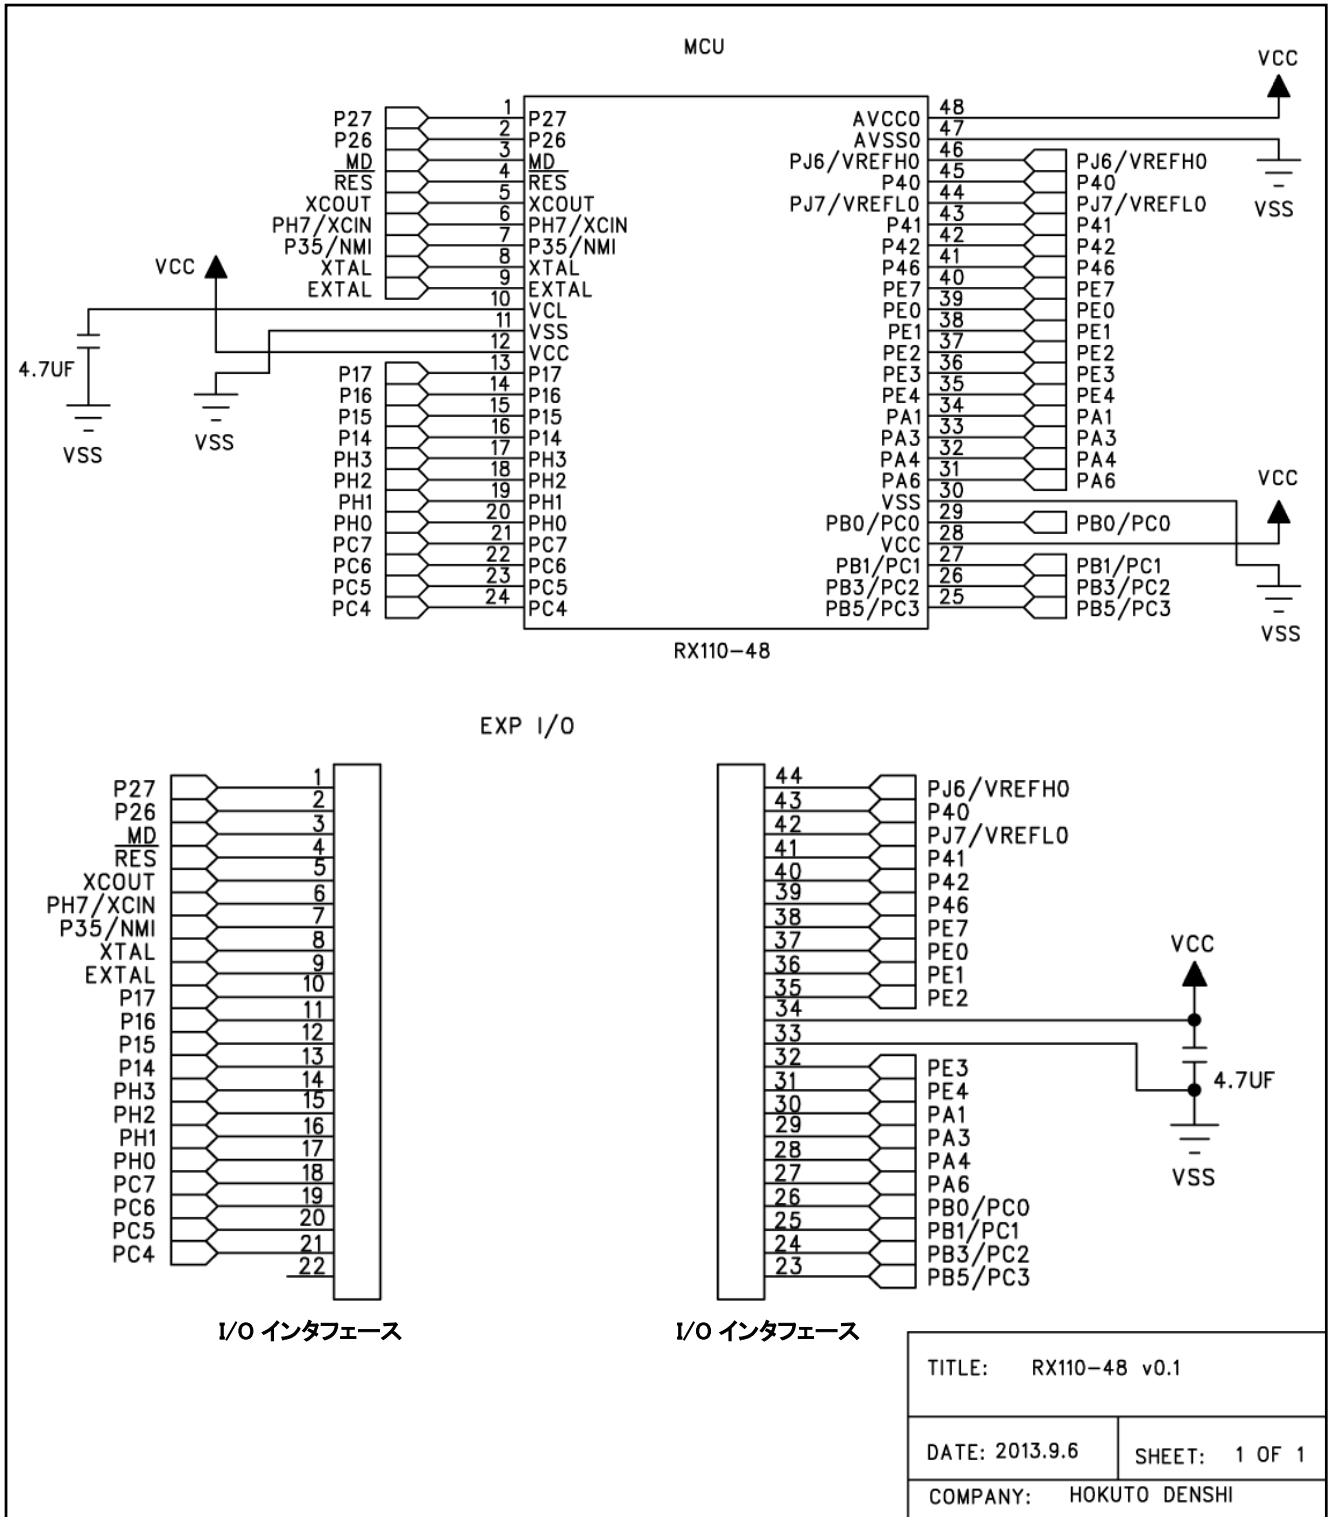 MCU
VCC
P27 1 P27 AVCC0 48
P26 2 P26 AVSS0 47
MD 3 MD PJ6/VREFH0 46 PJ6/VREFH0
RES 4 RES P40 45 P40
XCOUT 5 XCOUT PJ7/VREFL0 44 PJ7/VREFL0
VSS
PH7/XCIN 6 PH7/XCIN P41 43 P41
P35/NMI 7 P35/NMI P42 42 P42
VCC
XTAL 8 XTAL P46 41 P46
EXTAL 9 EXTAL PE7 40 PE7
10 VCL PE0 39 PE0
11 VSS PE1 38 PE1
12 VCC PE2 37 PE2
4.7UF
P17 13 P17 PE3 36 PE3
P16 14 P16 PE4 35 PE4
P15 15 P15 PA1 34 PA1
P14 16 P14 PA3 33 PA3
VSS
VSS
PH3 17 PH3 PA4 32 PA4
PH2 18 PH2 PA6 31 PA6
VCC
PH1 19 PH1 VSS 30
PH0 20 PH0 PB0/PC0 29 PB0/PC0
PC7 21 PC7 VCC 28
PC6 22 PC6 PB1/PC1 27 PB1/PC1
PC5 23 PC5 PB3/PC2 26 PB3/PC2
PC4 24 PC4 PB5/PC3 25 PB5/PC3
VSS
RX110-48
EXP I/O
P27 1 44 PJ6/VREFH0
P26 2 43 P40
MD 3 42 PJ7/VREFL0
RES 4 41 P41
XCOUT 5 40 P42
PH7/XCIN 6 39 P46
P35/NMI 7 38 PE7
XTAL 8 37 PE0
VCC
EXTAL 9 36 PE1
P17 10 35 PE2
P16 11 34
P15 12 33
P14 13 32 PE3
PH3 14 31 PE4
4.7UF
PH2 15 30 PA1
PH1 16 29 PA3
PH0 17 28 PA4
PC7 18 27 PA6
VSS
PC6 19 26 PB0/PC0
PC5 20 25 PB1/PC1
PC4 21 24 PB3/PC2
22 23 PB5/PC3
I/O インタフェース
I/O インタフェース
TITLE: RX110-48 v0.1
DATE: 2013.9.6
SHEET: 1 OF 1
COMPANY: HOKUTO DENSHI